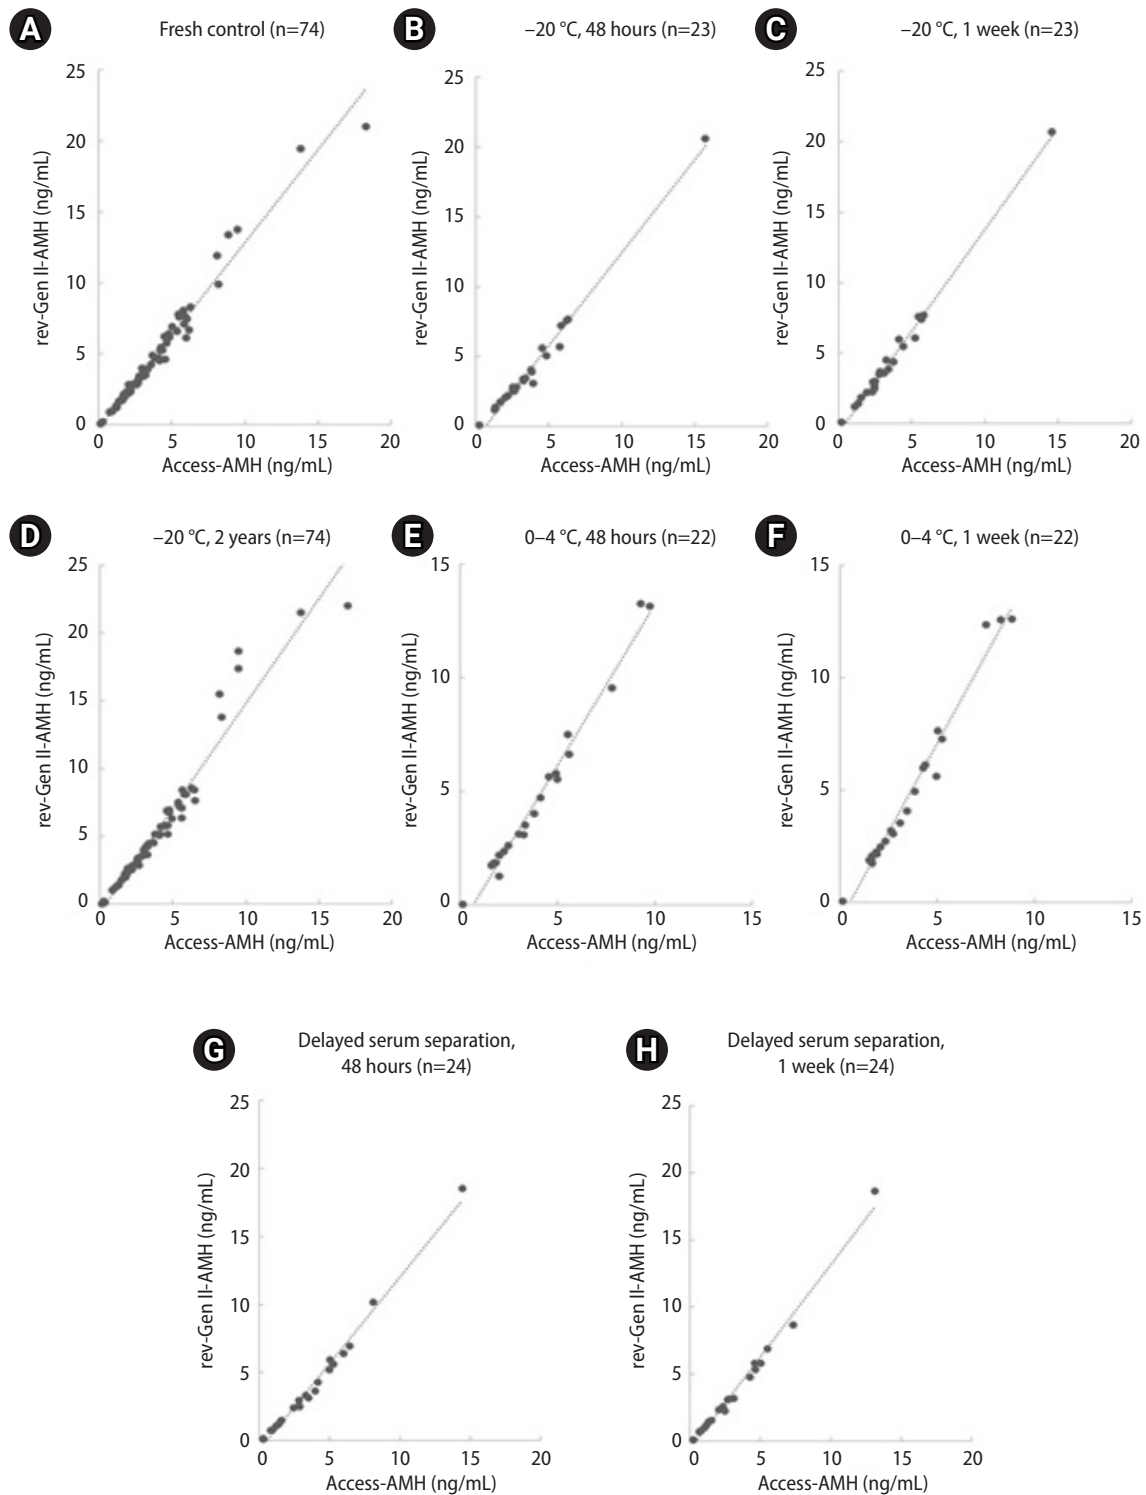 A Fresh control (n=74)
25
20
15
10
5
0
rev-Gen II-AMH (ng/mL)
0 5 10 15 20
Access-AMH (ng/mL)
B –20 °C, 48 hours (n=23)
25
20
15
10
5
0
rev-Gen II-AMH (ng/mL)
0 5 10 15 20
Access-AMH (ng/mL)
C –20 °C, 1 week (n=23)
25
20
15
10
5
0
rev-Gen II-AMH (ng/mL)
0 5 10 15 20
Access-AMH (ng/mL)
D –20 °C, 2 years (n=74)
25
20
15
10
5
0
rev-Gen II-AMH (ng/mL)
0 5 10 15 20
Access-AMH (ng/mL)
E 0–4 °C, 48 hours (n=22)
15
10
5
0
rev-Gen II-AMH (ng/mL)
0 5 10 15
Access-AMH (ng/mL)
F 0–4 °C, 1 week (n=22)
15
10
5
0
rev-Gen II-AMH (ng/mL)
0 5 10 15
Access-AMH (ng/mL)
G Delayed serum separation,
48 hours (n=24)
25
20
15
10
5
0
rev-Gen II-AMH (ng/mL)
0 5 10 15 20
Access-AMH (ng/mL)
H Delayed serum separation,
1 week (n=24)
25
20
15
10
5
0
rev-Gen II-AMH (ng/mL)
0 5 10 15 20
Access-AMH (ng/mL)